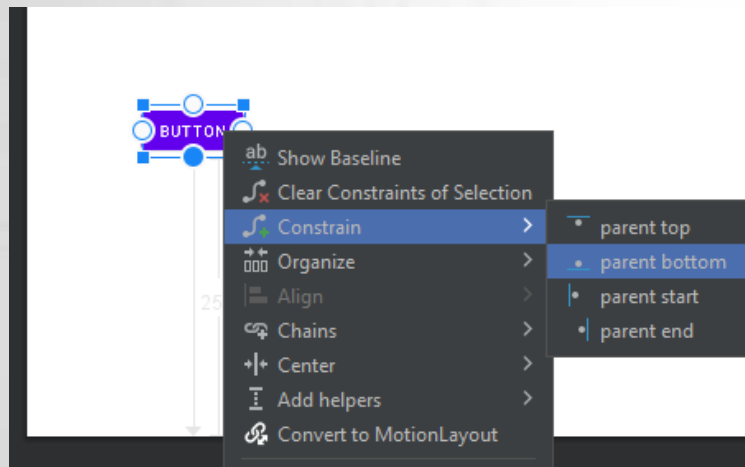 BUTTON
Show Baseline
Clear Constraints of Selection
Constrain
parent top
Organize
parent bottom
Align
parent start
Chains
parent end
Center
Add helpers
Convert to MotionLayout